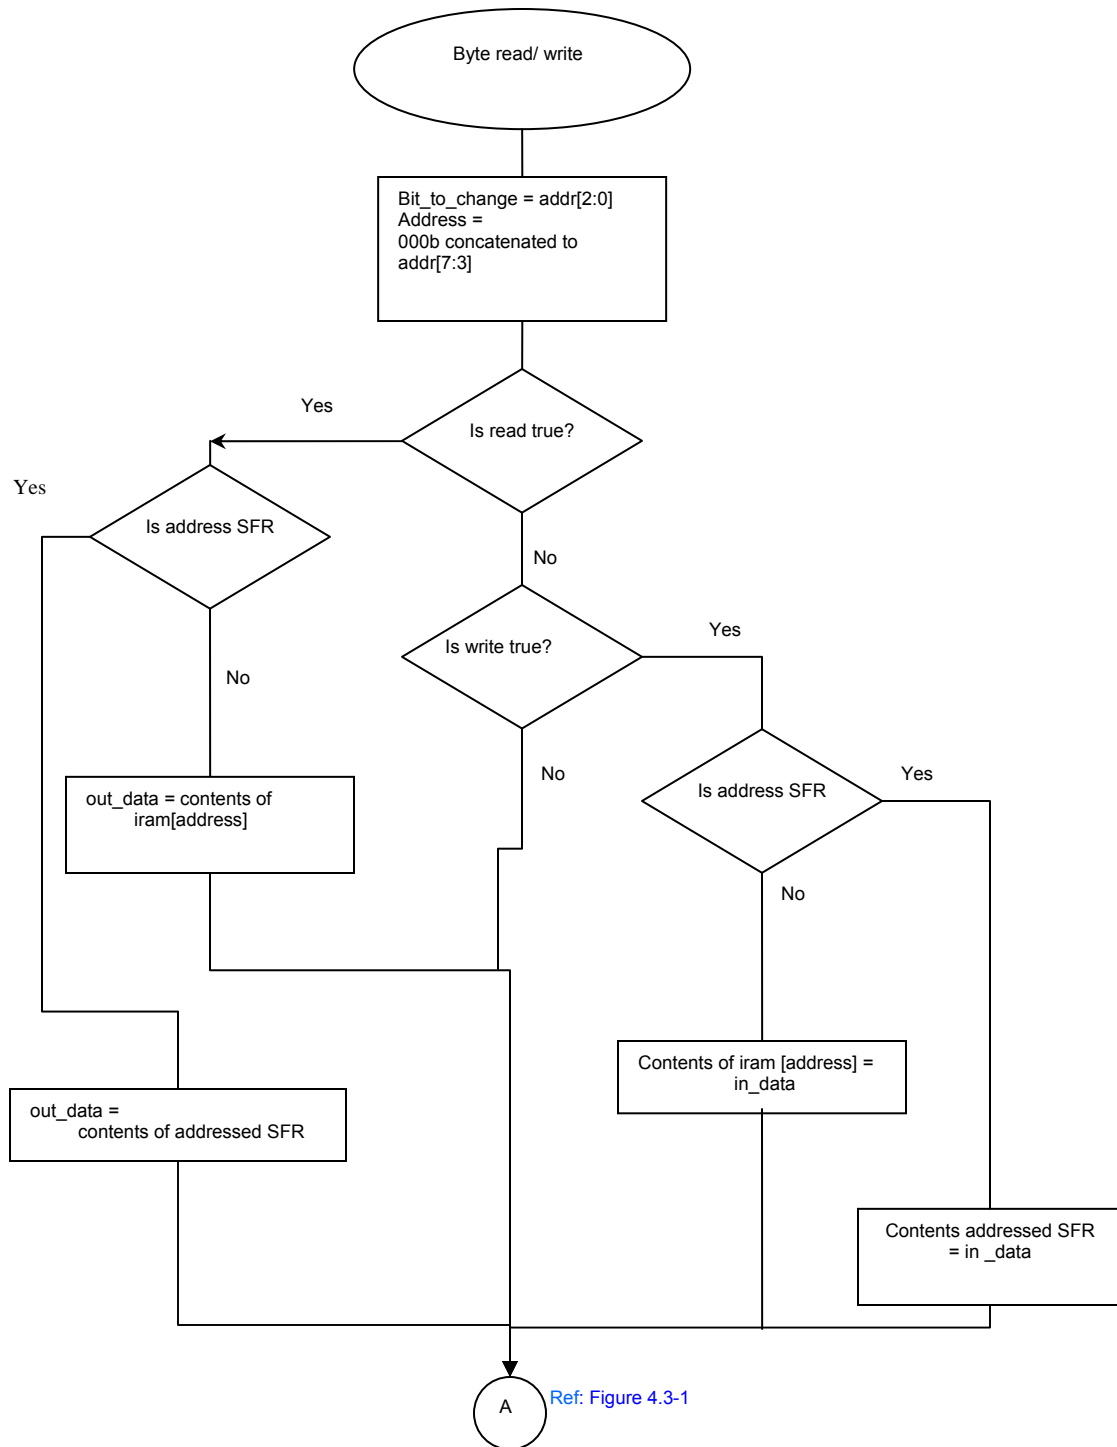 Byte read/ write
Bit_to_change = addr[2:0]
Address =
000b concatenated to
addr[7:3]
Yes
Is read true?
Yes
Is address SFR
No
Is write true?
Yes
No
No
Is address SFR
Yes
out_data = contents of
iram[address]
No
Contents of iram [address] =
in_data
out_data =
contents of addressed SFR
Contents addressed SFR
= in _data
A
Ref: Figure 4.3-1